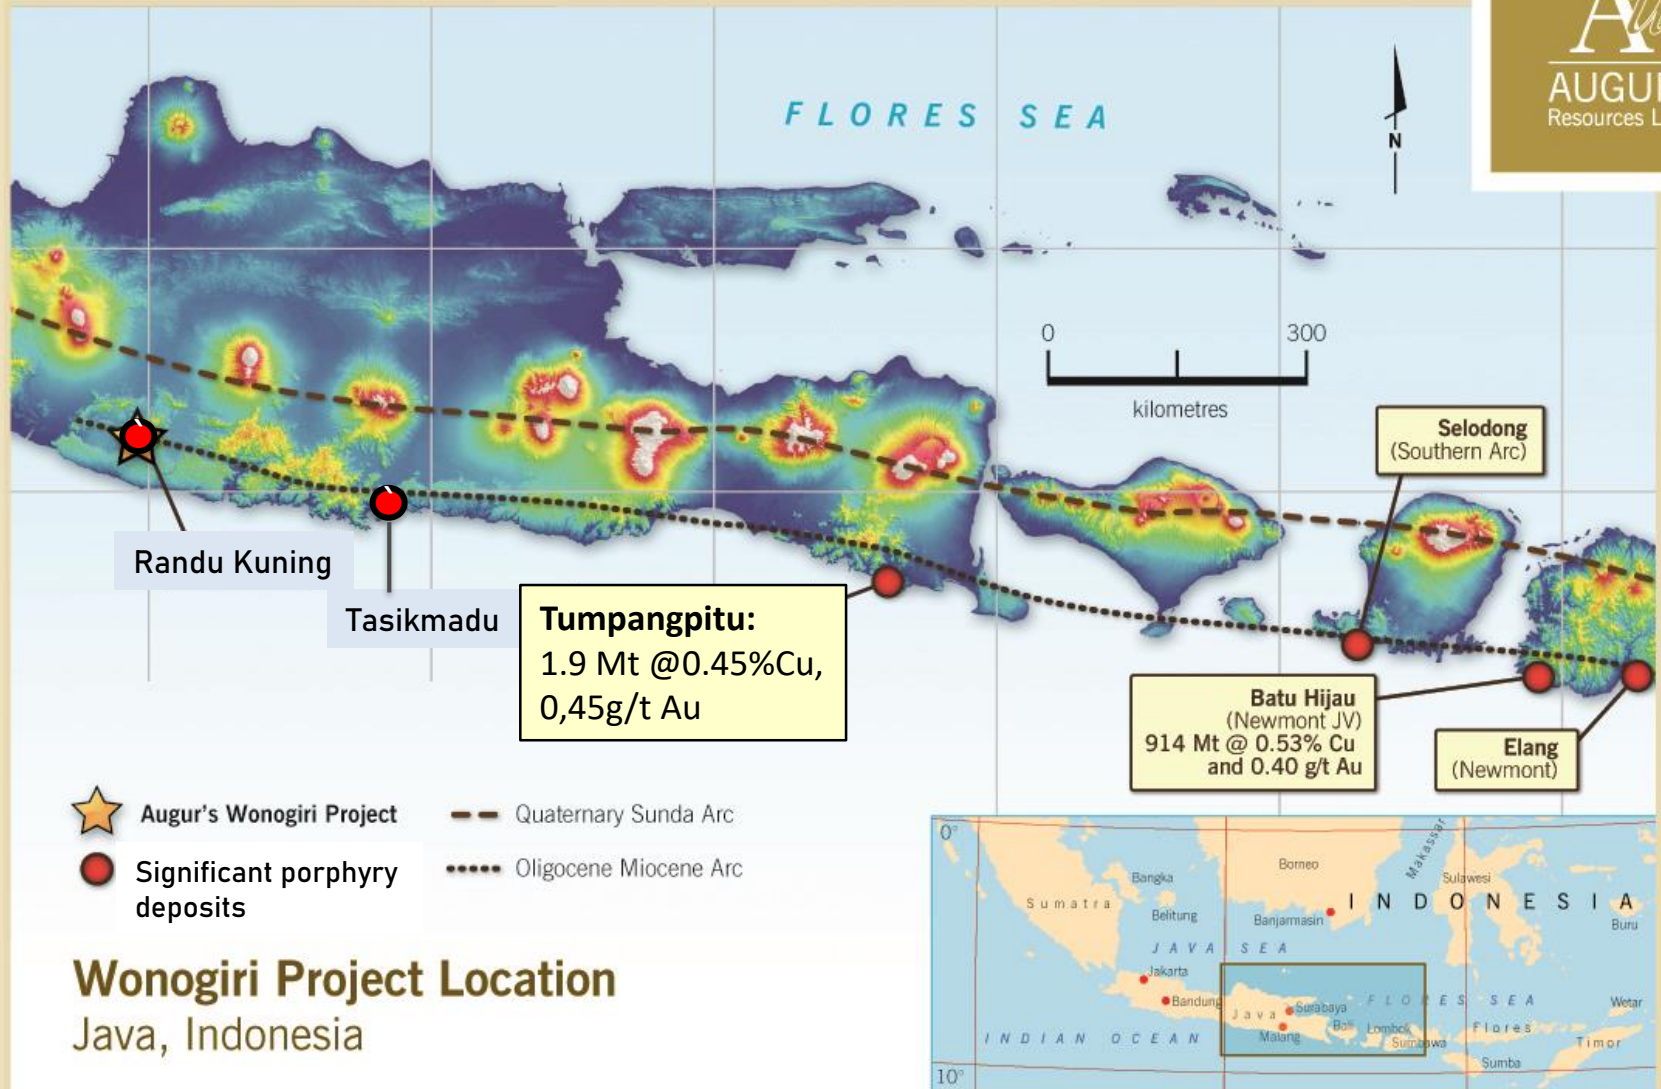 AUGU
Resources L
FLORES SEA
N
0 300
kilometres
Selodong
(Southern Arc)
Randu Kuning
Tasikmadu
Tumpangpitu:
1.9 Mt @0.45%Cu,
0,45g/t Au
Batu Hijau
(Newmont JV)
914 Mt @ 0.53% Cu
and 0.40 g/t Au
Elang
(Newmont)
Augur's Wonogiri Project
Significant porphyry
deposits
Quaternary Sunda Arc
Oligocene Miocene Arc
Wonogiri Project Location
Java, Indonesia
0°
Makassar
Borneo
Bangka
Sulawesi
Sumatra
INDONESIA
Belitung
Banjarmasin
Buru
JAVA SEA
Jakarta
Bandung
FLORES SEA
Wetar
Surabaya
Java
Malang
Bali
Lombok
Flores
Sumbawa
INDIAN OCEAN
Timor
Sumba
10°